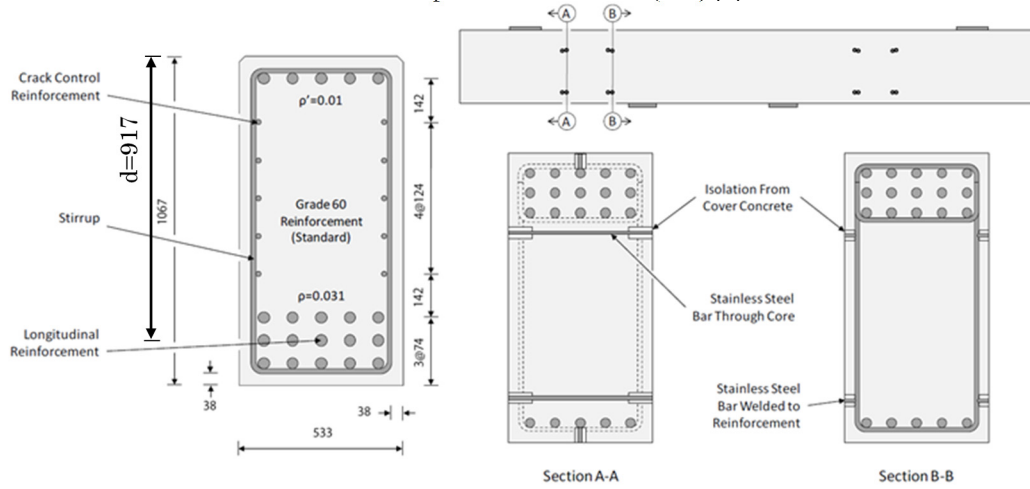 Crack Control
Reinforcement
Stirrup
Longitudinal
Reinforcement
d=917
1067
ρ'=0.01
Grade 60
Reinforcement
(Standard)
ρ=0.031
142
4@124
142
3@74
38
38
533
A
B
A
B
Isolation From
Cover Concrete
Stainless Steel
Bar Through Core
Stainless Steel
Bar Welded to
Reinforcement
Section A-A
Section B-B